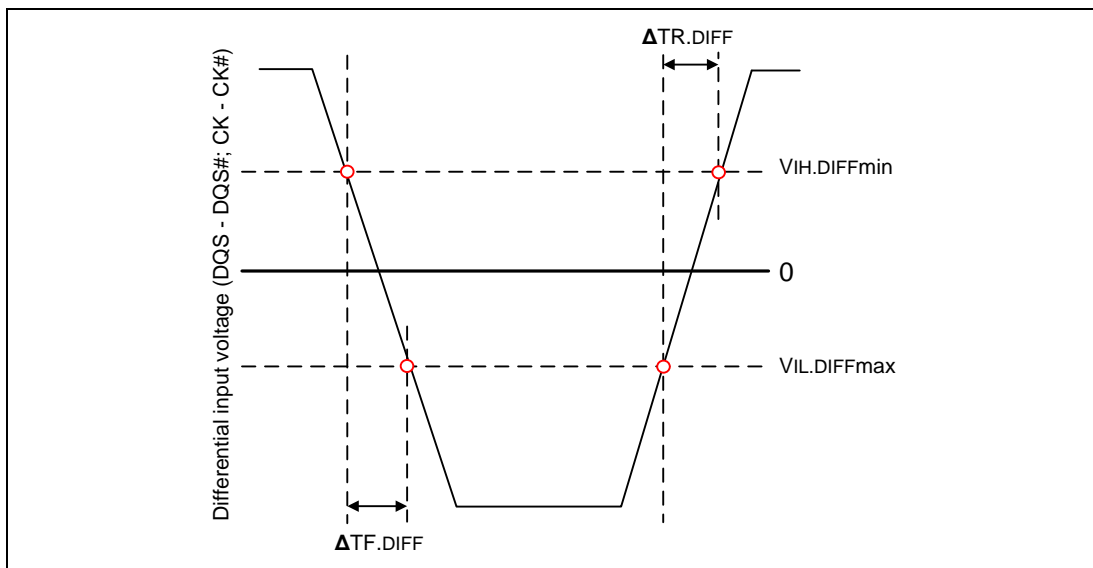 ΔTR.DIFF
Differential input voltage (DQS - DQS#; CK - CK#)
VIH.DIFFmin
0
VIL.DIFFmax
ΔTF.DIFF